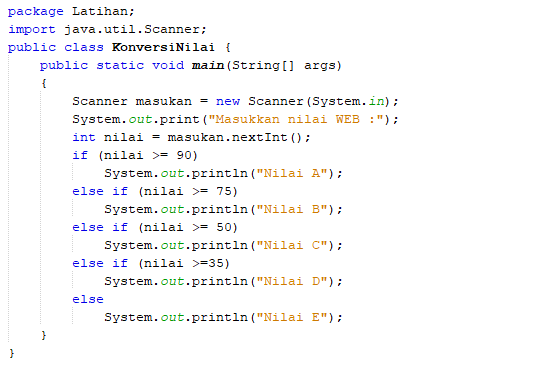 package Latihan;
import java.util.Scanner;
public class KonversiNilai {
    public static void main(String[] args)
    {
        Scanner masukan = new Scanner(System.in);
        System.out.print("Masukkan nilai WEB :");
        int nilai = masukan.nextInt();
        if (nilai >= 90)
            System.out.println("Nilai A");
        else if (nilai >= 75)
            System.out.println("Nilai B");
        else if (nilai >= 50)
            System.out.println("Nilai C");
        else if (nilai >=35)
            System.out.println("Nilai D");
        else
            System.out.println("Nilai E");
    }
}